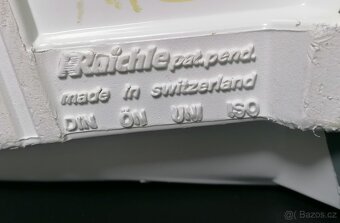 Raichle pat. pend.
made in switzerland
DIN ÖN UNI ISO
Bazos.cz